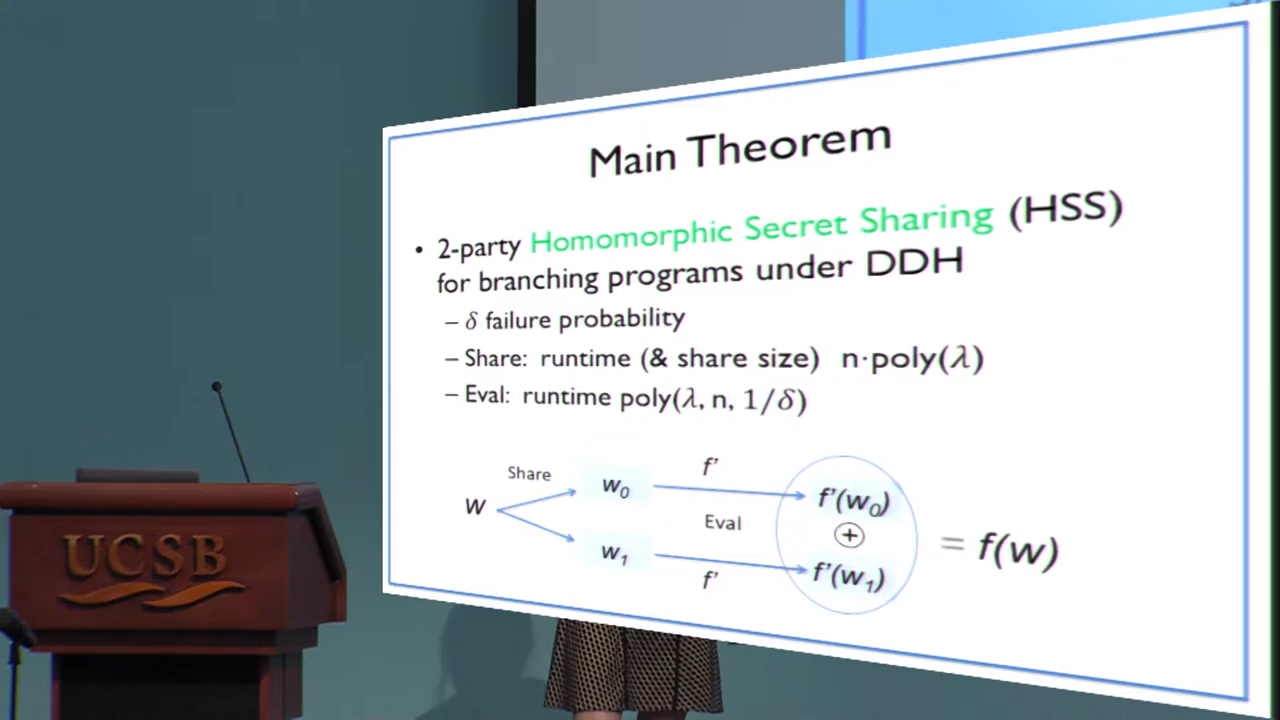 Main Theorem
• 2-party Homomorphic Secret Sharing (HSS)
for branching programs under DDH
– δ failure probability
– Share: runtime (& share size) n·poly(λ)
– Eval: runtime poly(λ, n, 1/δ)
Share
w
w₀
f'
f'(w₀)
Eval
⊕
= f(w)
w₁
f'
f'(w₁)
UCSB